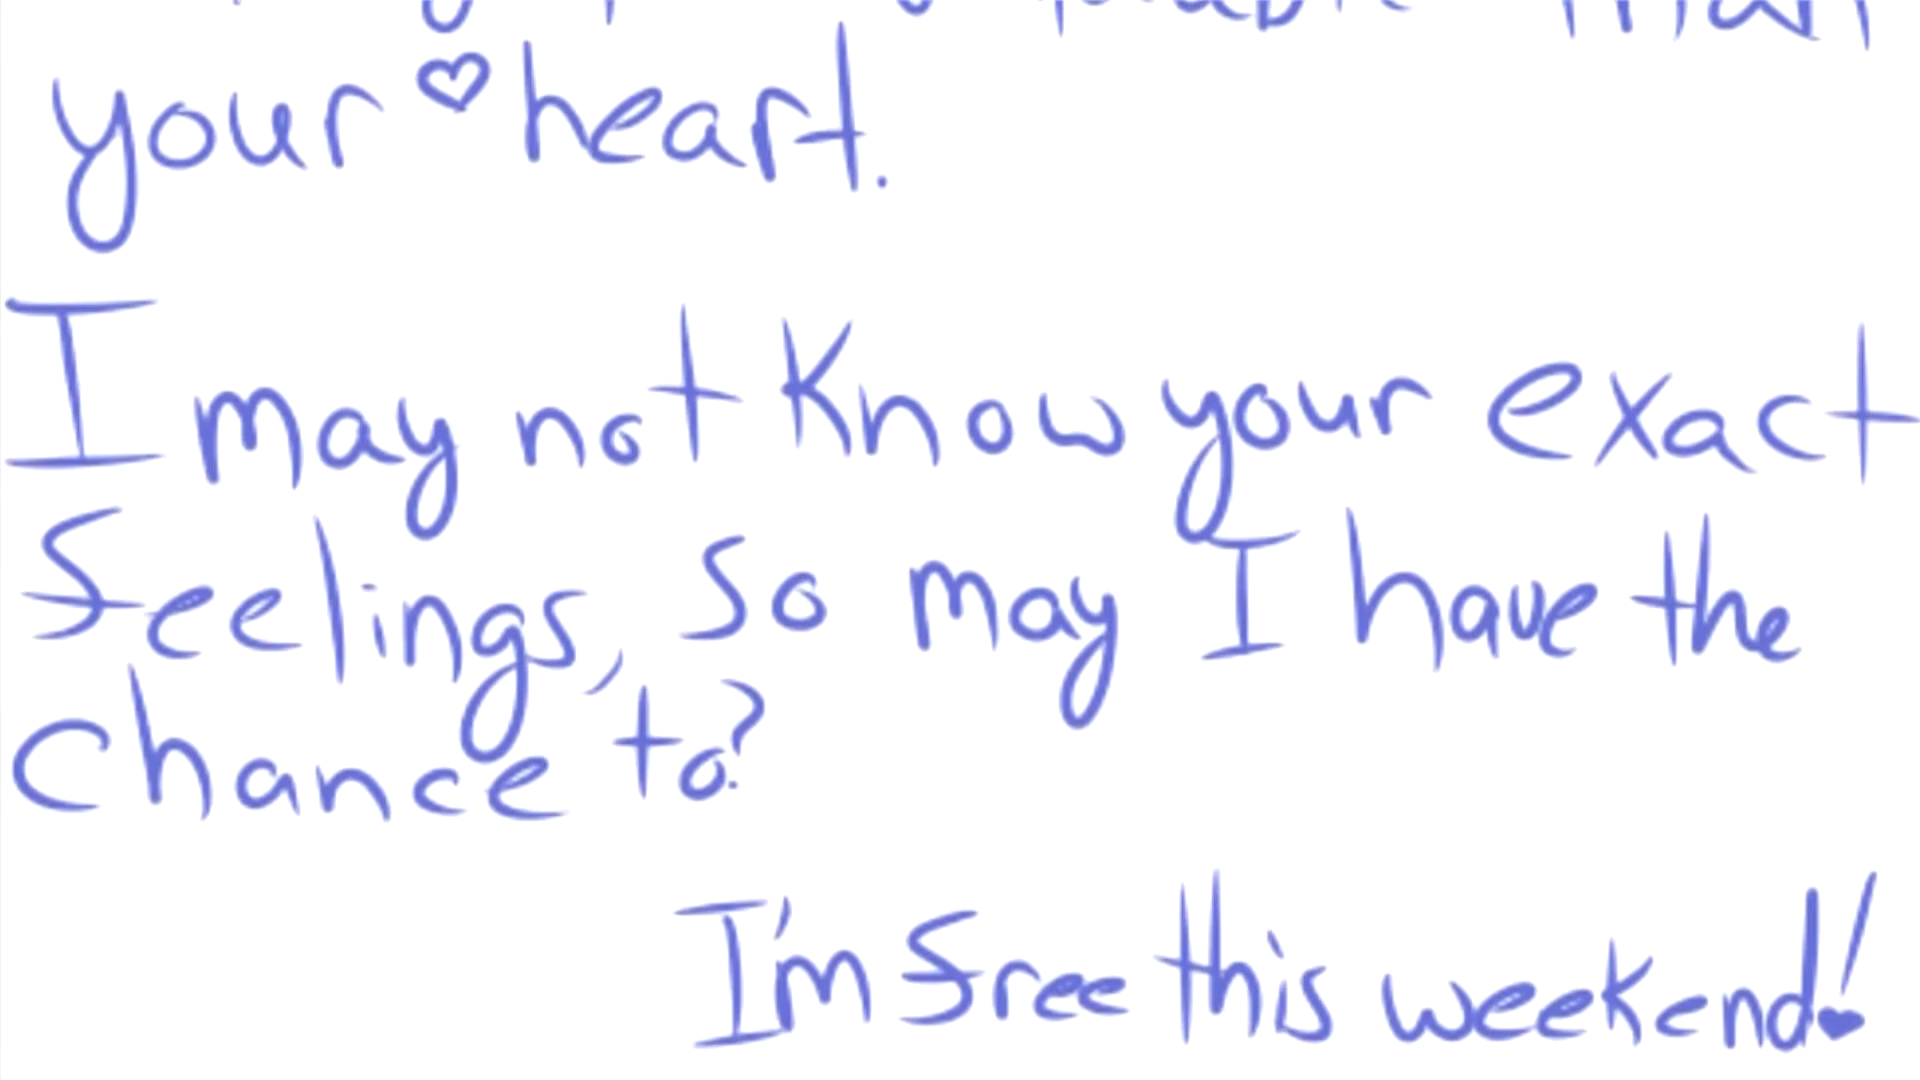 your ♡ heart.
I may not know your exact
feelings, so may I have the
chance to?
I'm free this weekend!